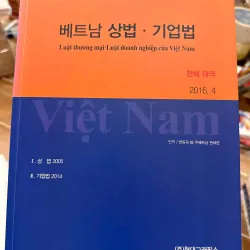 베트남 상법 · 기업법
Luật thương mại·Luật doanh nghiệp của Việt Nam
한베 대역
2016. 4
Việt Nam
I. 상 법 2005
II. 기업법 2014